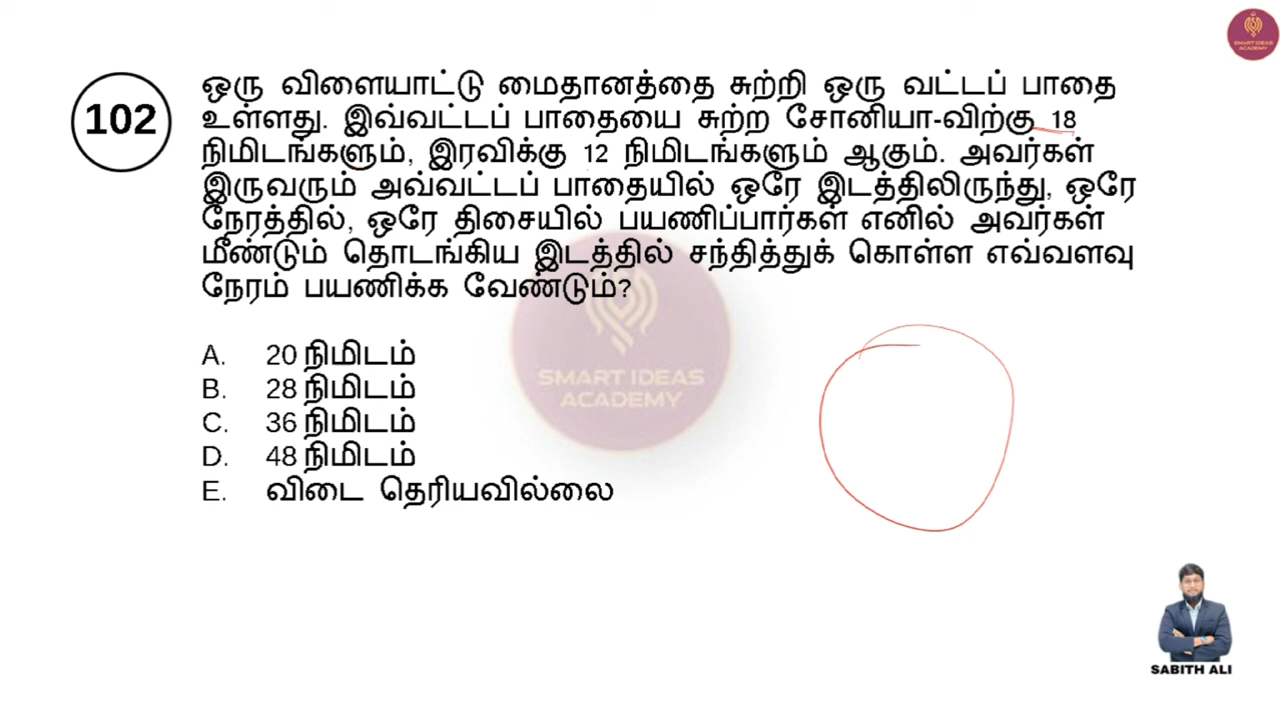 SMART IDEAS
ACADEMY
102
ஒரு விளையாட்டு மைதானத்தை சுற்றி ஒரு வட்டப் பாதை
உள்ளது. இவ்வட்டப் பாதையை சுற்ற சோனியா-விற்கு 18
நிமிடங்களும், இரவிக்கு 12 நிமிடங்களும் ஆகும். அவர்கள்
இருவரும் அவ்வட்டப் பாதையில் ஒரே இடத்திலிருந்து, ஒரே
நேரத்தில், ஒரே திசையில் பயணிப்பார்கள் எனில் அவர்கள்
மீண்டும் தொடங்கிய இடத்தில் சந்தித்துக் கொள்ள எவ்வளவு
நேரம் பயணிக்க வேண்டும்?
A. 20 நிமிடம்
B. 28 நிமிடம்
C. 36 நிமிடம்
D. 48 நிமிடம்
E. விடை தெரியவில்லை
SMART IDEAS
ACADEMY
SABITH ALI